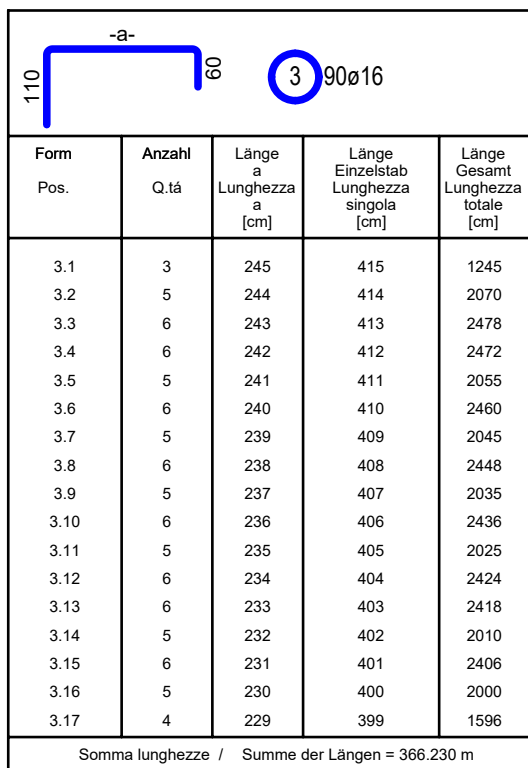 -a-
110
60
3 90ø16
Form Anzahl Länge Länge Länge
a Einzelstab Gesamt
Pos. Q.tá Lunghezza Lunghezza Lunghezza
a singola totale
[cm] [cm] [cm]
3.1 3 245 415 1245
3.2 5 244 414 2070
3.3 6 243 413 2478
3.4 6 242 412 2472
3.5 5 241 411 2055
3.6 6 240 410 2460
3.7 5 239 409 2045
3.8 6 238 408 2448
3.9 5 237 407 2035
3.10 6 236 406 2436
3.11 5 235 405 2025
3.12 6 234 404 2424
3.13 6 233 403 2418
3.14 5 232 402 2010
3.15 6 231 401 2406
3.16 5 230 400 2000
3.17 4 229 399 1596
Somma lunghezze / Summe der Längen = 366.230 m